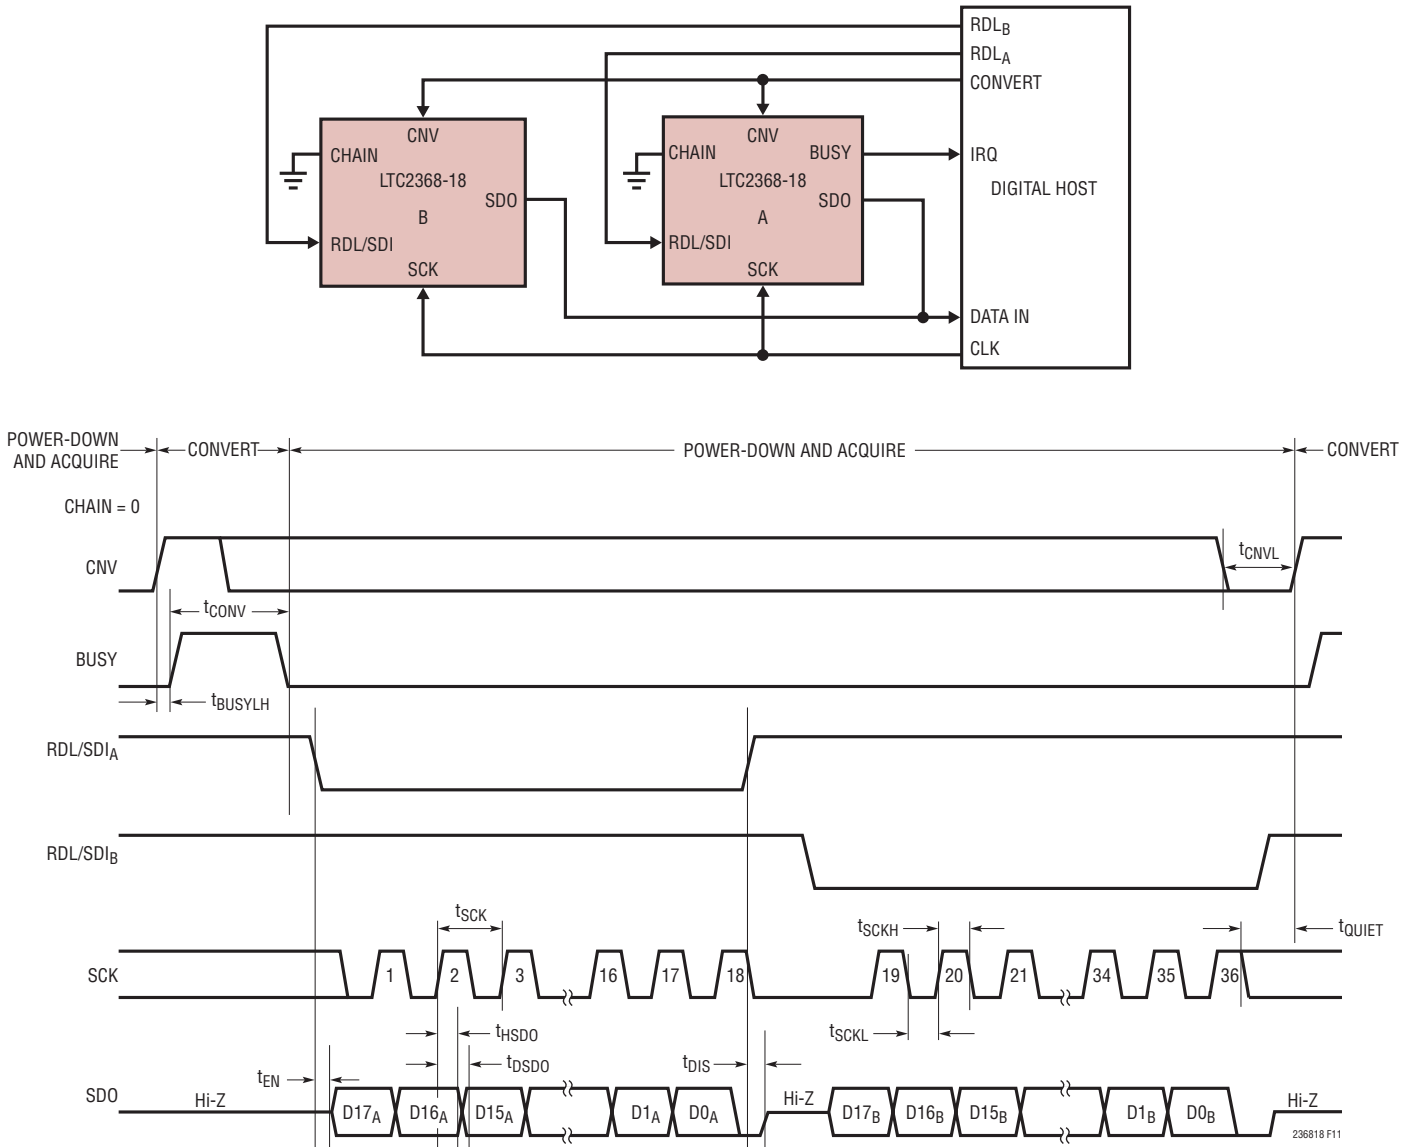 RDLB
RDLA
CONVERT
CNV
CNV
CHAIN
CHAIN
BUSY
IRQ
LTC2368-18
LTC2368-18
DIGITAL HOST
SDO
SDO
B
A
RDL/SDI
RDL/SDI
SCK
SCK
DATA IN
CLK
POWER-DOWN
AND ACQUIRE
CONVERT
POWER-DOWN AND ACQUIRE
CONVERT
CHAIN = 0
CNV
tCNVL
tCONV
BUSY
tBUSYLH
RDL/SDIA
RDL/SDIB
tSCK
tSCKH
tQUIET
SCK
1 2 3 16 17 18 19 20 21 34 35 36
tHSDO
tSCKL
tEN
tDSDO
tDIS
SDO
Hi-Z
D17A D16A D15A D1A D0A
Hi-Z
D17B D16B D15B D1B D0B
Hi-Z
236818 F11